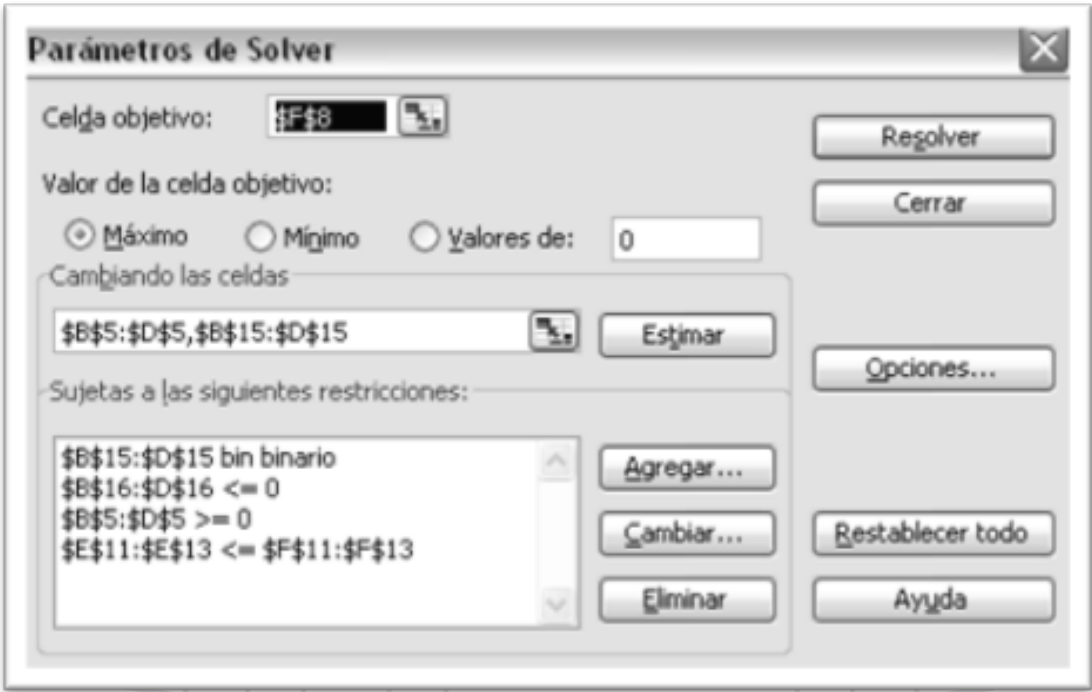 Parámetros de Solver
Celda objetivo: $F$8
Resolver
Valor de la celda objetivo:
Cerrar
Máximo Mínimo Valores de: 0
Cambiando las celdas
$B$5:$D$5,$B$15:$D$15 Estimar
Opciones...
Sujetas a las siguientes restricciones:
$B$15:$D$15 bin binario
$B$16:$D$16 <= 0
$B$5:$D$5 >= 0
$E$11:$E$13 <= $F$11:$F$13
Agregar...
Cambiar...
Restablecer todo
Eliminar
Ayuda